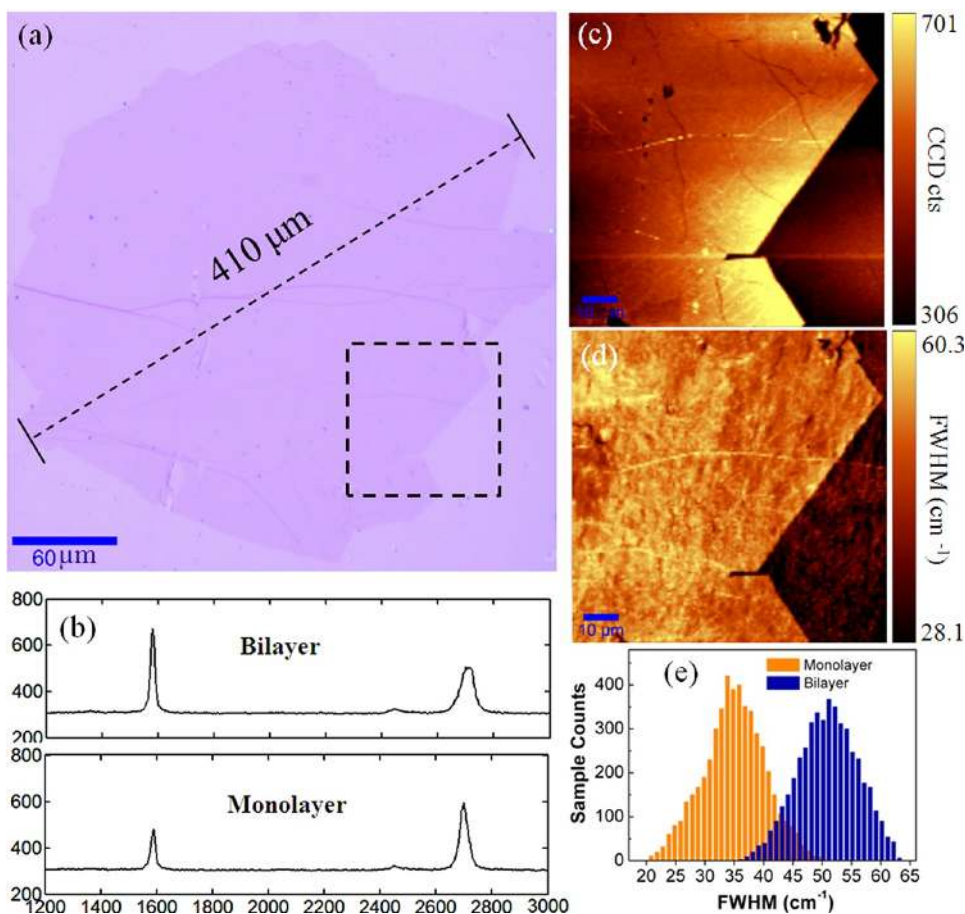 (a)
410 μm
60μm
(c)
701
CCD cts
306
(d)
60.3
FWHM (cm⁻¹)
28.1
10 μm
(b)
800
600
400
200
Bilayer
800
600
400
200
Monolayer
1200 1400 1600 1800 2000 2200 2400 2600 2800 3000
(e)
Monolayer
Bilayer
Sample Counts
400
300
200
100
0
20 25 30 35 40 45 50 55 60 65
FWHM (cm⁻¹)